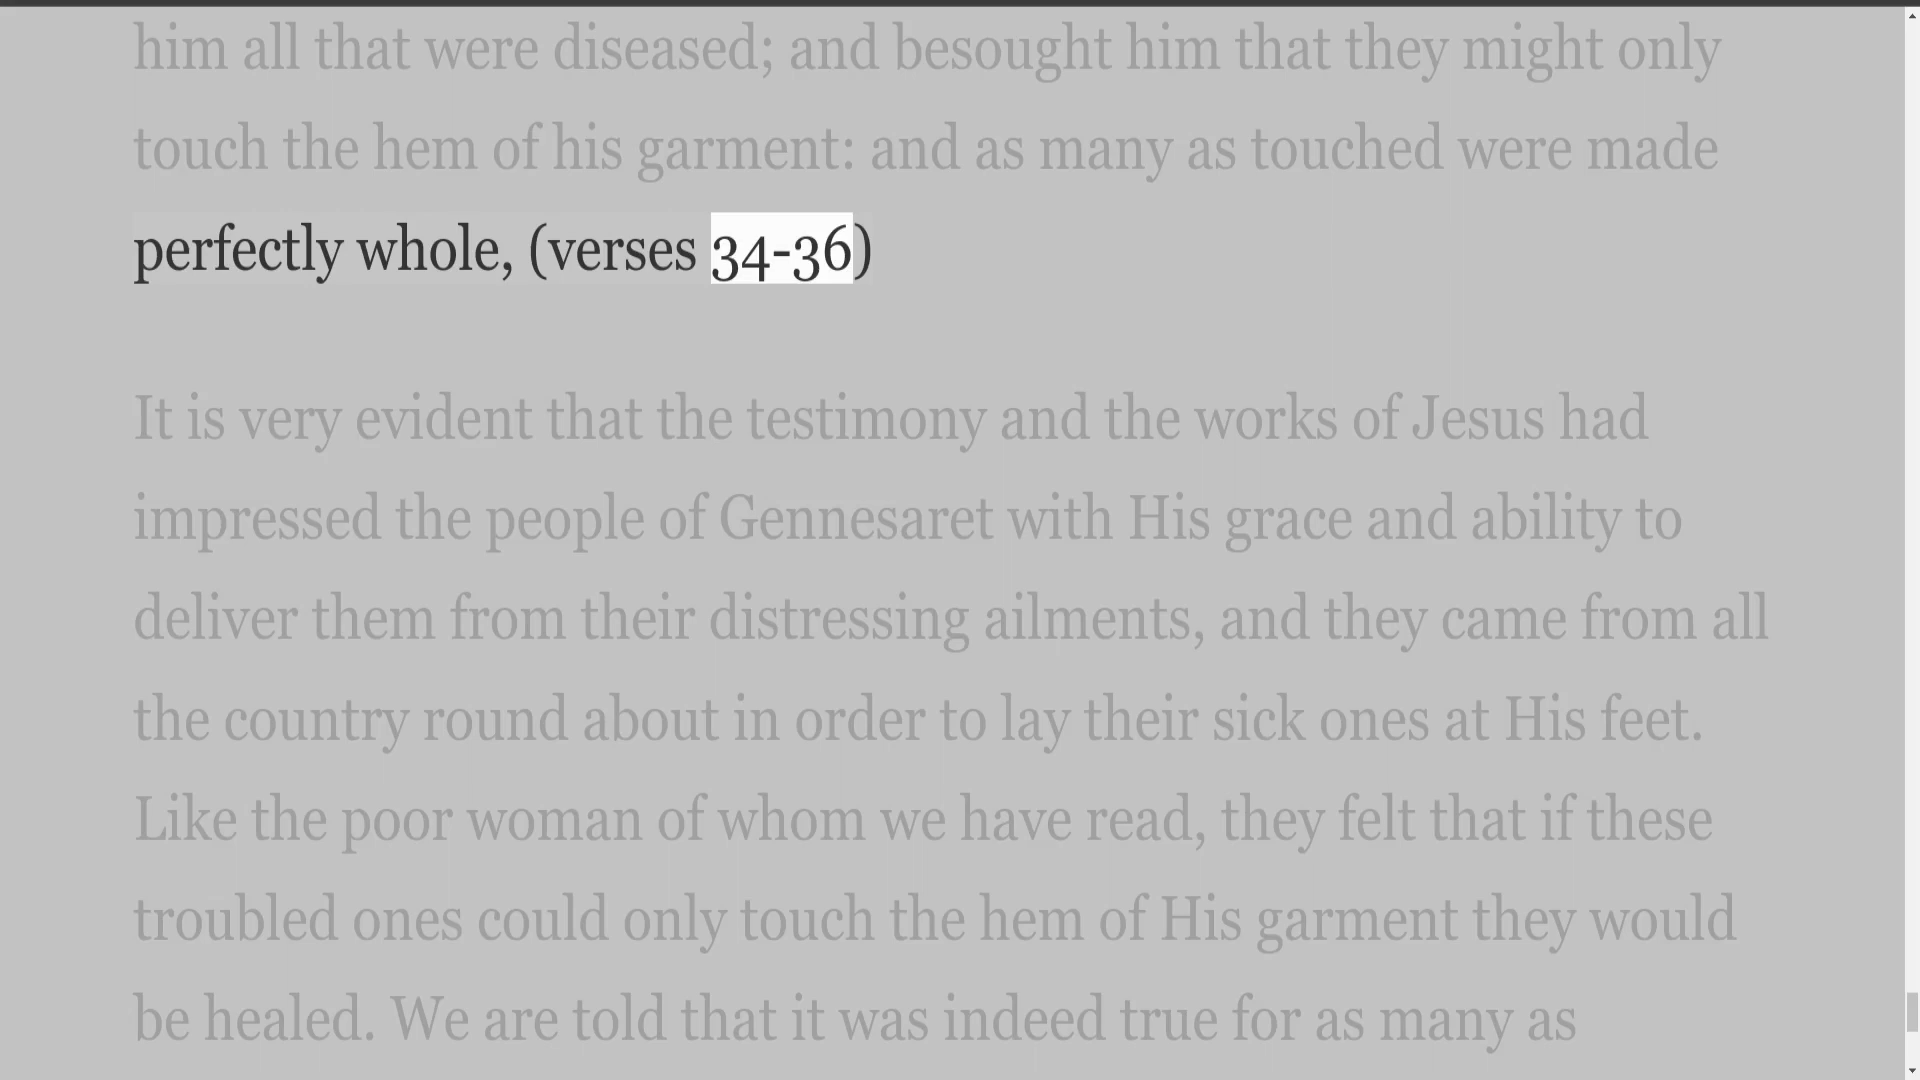 him all that were diseased; and besought him that they might only
touch the hem of his garment: and as many as touched were made
perfectly whole, (verses 34-36)
It is very evident that the testimony and the works of Jesus had
impressed the people of Gennesaret with His grace and ability to
deliver them from their distressing ailments, and they came from all
the country round about in order to lay their sick ones at His feet.
Like the poor woman of whom we have read, they felt that if these
troubled ones could only touch the hem of His garment they would
be healed. We are told that it was indeed true for as many as